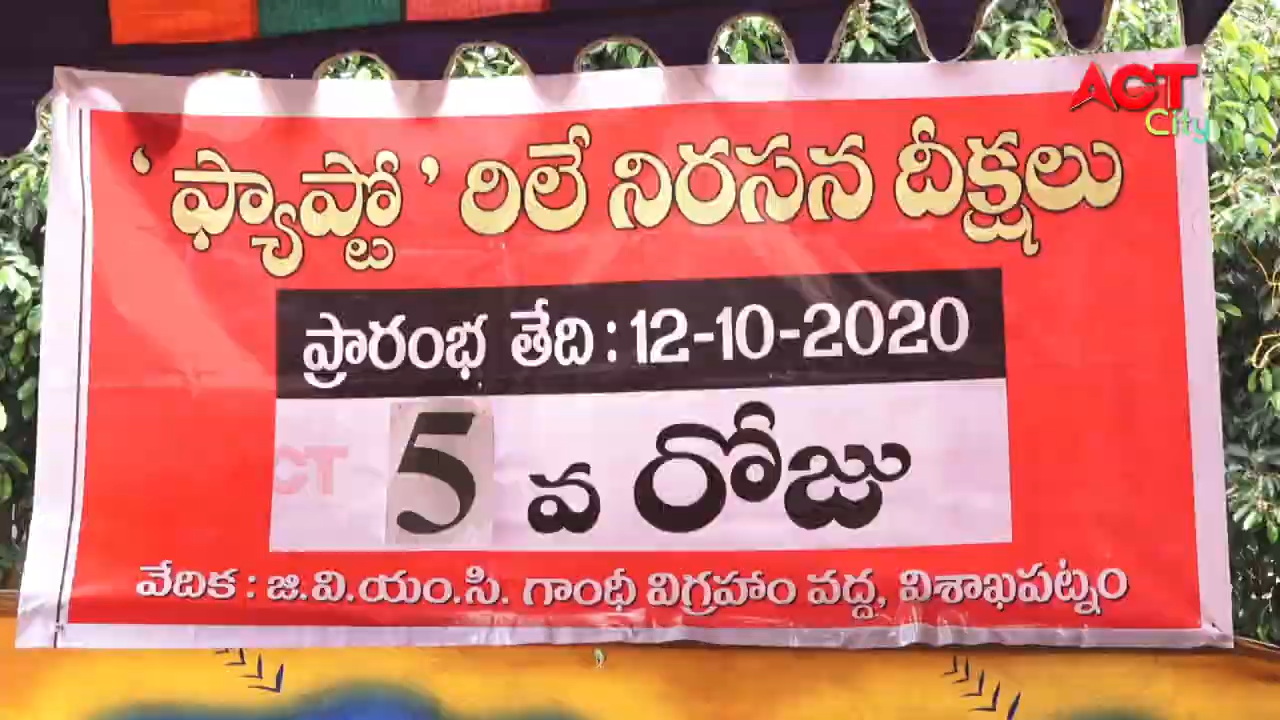 ACT
City
‘ ఫ్యాప్టో ’ రిలే నిరసన దీక్షలు
ప్రారంభ తేది : 12-10-2020
5 వ రోజు
వేదిక : జి.వి.యం.సి. గాంధీ విగ్రహాం వద్ద, విశాఖపట్నం